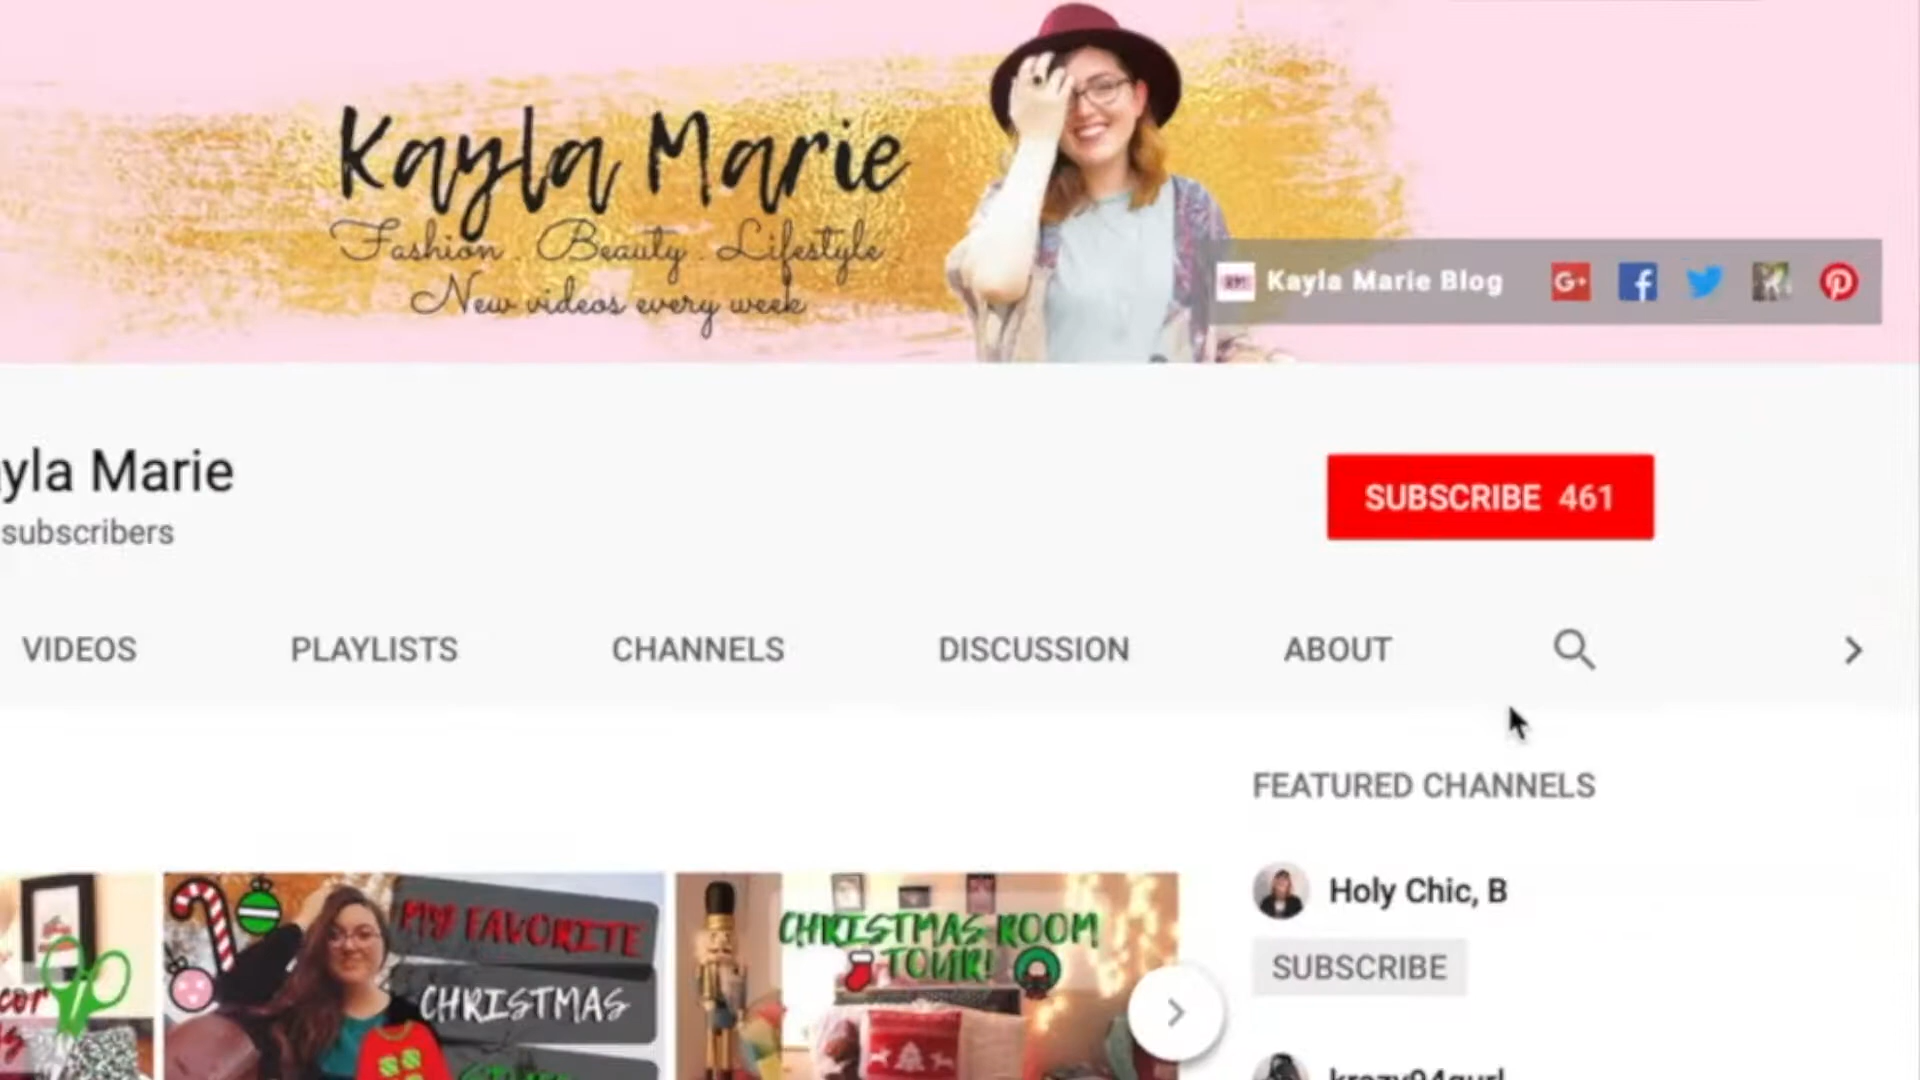 Kayla Marie
Fashion . Beauty . Lifestyle
New videos every week
Kayla Marie Blog
G+
yla Marie
subscribers
SUBSCRIBE 461
VIDEOS PLAYLISTS CHANNELS DISCUSSION ABOUT
FEATURED CHANNELS
Holy Chic, B
SUBSCRIBE
MY FAVORITE
CHRISTMAS
CHRISTMAS ROOM
TOUR!
krazy94gurl